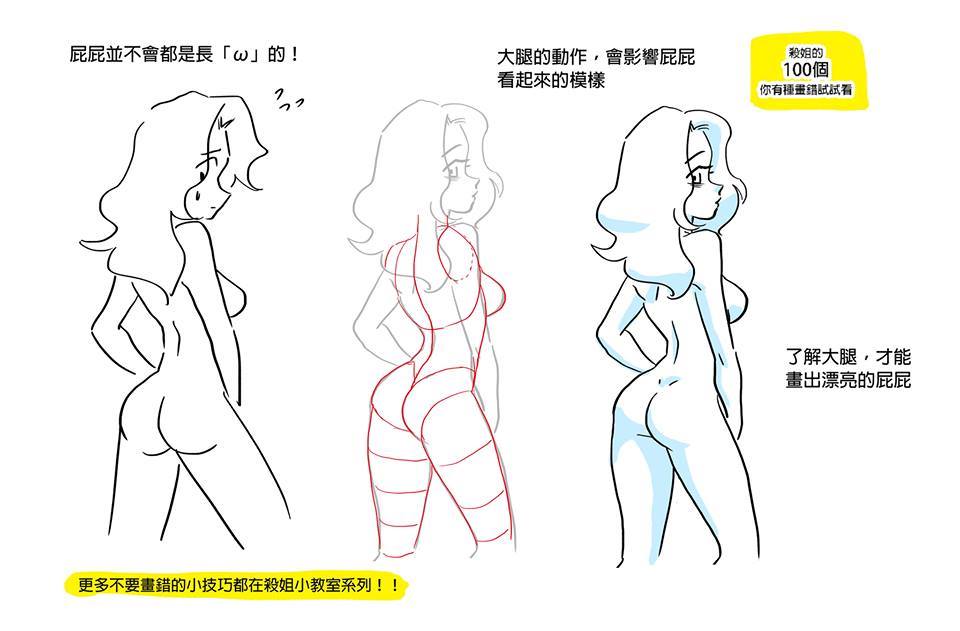 屁屁並不會都是長「ω」的！
大腿的動作，會影響屁屁
看起來的模樣
殺姐的
100個
你有種畫錯試試看
了解大腿，才能
畫出漂亮的屁屁
更多不要畫錯的小技巧都在殺姐小教室系列！！